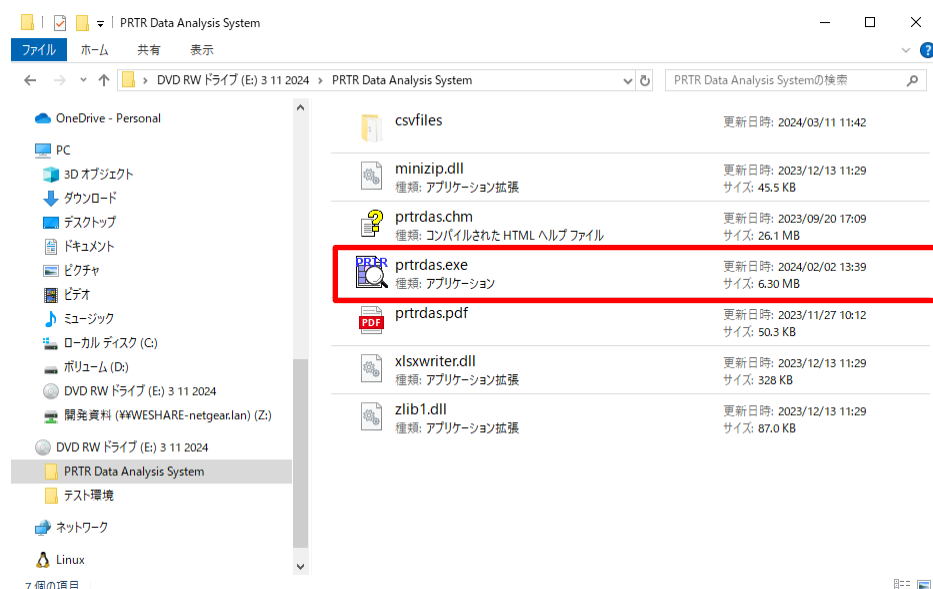 PRTR Data Analysis System
ファイル ホーム 共有 表示
DVD RW ドライブ (E:) 3 11 2024 PRTR Data Analysis System
PRTR Data Analysis Systemの検索
OneDrive - Personal
PC
3D オブジェクト
ダウンロード
デスクトップ
ドキュメント
ピクチャ
ビデオ
ミュージック
ローカル ディスク (C:)
ボリューム (D:)
DVD RW ドライブ (E:) 3 11 2024
開発資料 (¥¥WESHARE-netgear.lan) (Z:)
DVD RW ドライブ (E:) 3 11 2024
PRTR Data Analysis System
テスト環境
ネットワーク
Linux
csvfiles 更新日時: 2024/03/11 11:42
minizip.dll 更新日時: 2023/12/13 11:29
種類: アプリケーション拡張 サイズ: 45.5 KB
prtrdas.chm 更新日時: 2023/09/20 17:09
種類: コンパイルされた HTML ヘルプ ファイル サイズ: 26.1 MB
PRTR
prtrdas.exe 更新日時: 2024/02/02 13:39
種類: アプリケーション サイズ: 6.30 MB
PDF
prtrdas.pdf 更新日時: 2023/11/27 10:12
サイズ: 50.3 KB
xlsxwriter.dll 更新日時: 2023/12/13 11:29
種類: アプリケーション拡張 サイズ: 328 KB
zlib1.dll 更新日時: 2023/12/13 11:29
種類: アプリケーション拡張 サイズ: 87.0 KB
7 個の項目